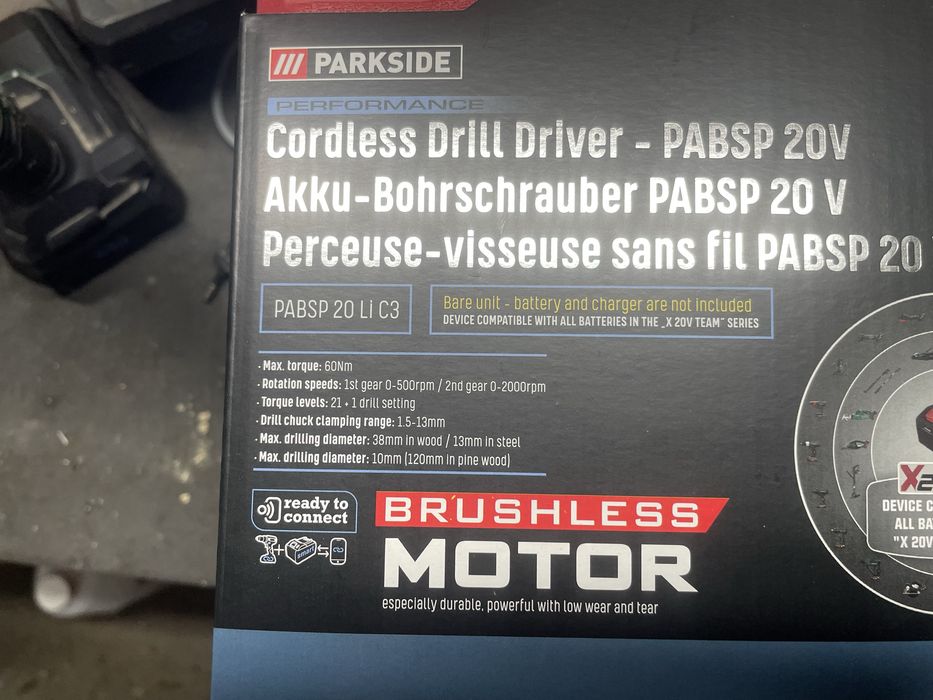 /// PARKSIDE
PERFORMANCE
Cordless Drill Driver - PABSP 20V
Akku-Bohrschrauber PABSP 20 V
Perceuse-visseuse sans fil PABSP 20
PABSP 20 Li C3
Bare unit - battery and charger are not included
DEVICE COMPATIBLE WITH ALL BATTERIES IN THE „X 20V TEAM" SERIES
· Max. torque: 60Nm
· Rotation speeds: 1st gear 0-500rpm / 2nd gear 0-2000rpm
· Torque levels: 21 + 1 drill setting
· Drill chuck clamping range: 1.5-13mm
· Max. drilling diameter: 38mm in wood / 13mm in steel
· Max. drilling diameter: 10mm (120mm in pine wood)
ready to
connect
smart
BRUSHLESS
MOTOR
especially durable, powerful with low wear and tear
X2
DEVICE C
ALL BA
"X 20V